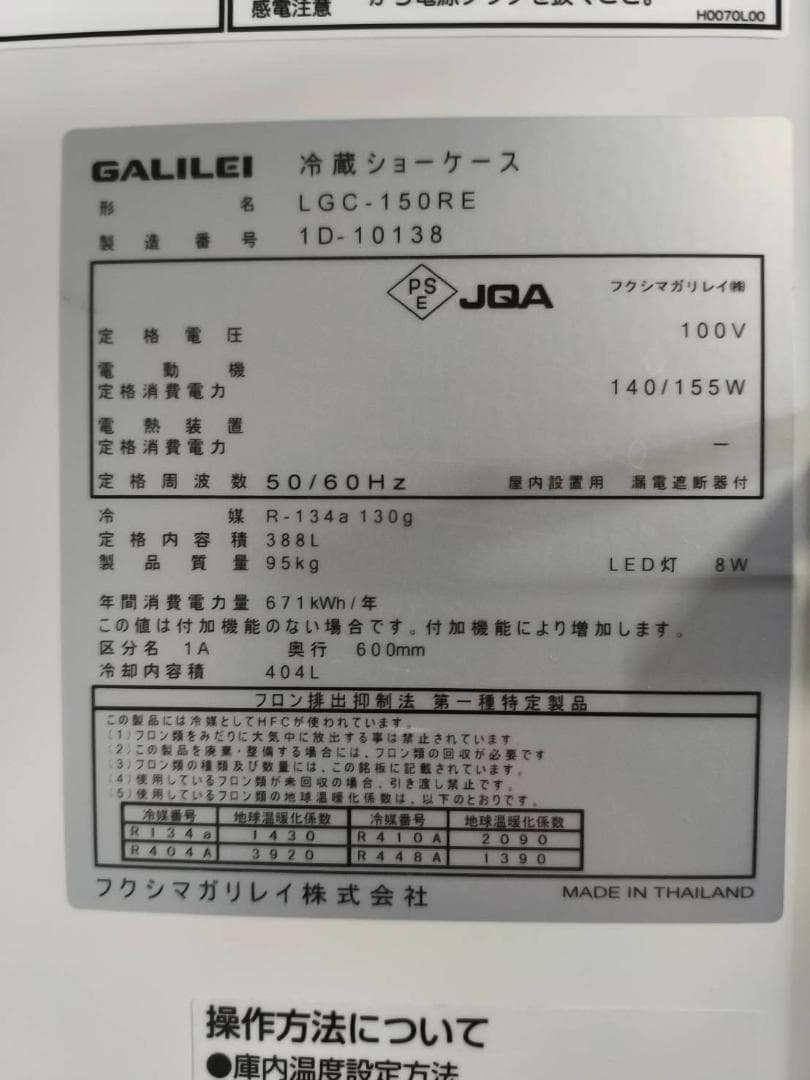 感電注意
H0070L00
GALILEI 冷蔵ショーケース
形名 LGC-150RE
製造番号 1D-10138
PSE JQA フクシマガリレイ㈱
定格電圧 100V
電動機
定格消費電力 140/155W
電熱装置
定格消費電力 —
定格周波数 50/60Hz 屋内設置用 漏電遮断器付
冷媒 R-134a 130g
定格内容積 388L
製品質量 95kg LED灯 8W
年間消費電力量 671kWh/年
この値は付加機能のない場合です。付加機能により増加します。
区分名 1A 奥行 600mm
冷却内容積 404L
フロン排出抑制法 第一種特定製品
この製品には冷媒としてHFCが使われています。
(1)フロン類をみだりに大気中に放出する事は禁止されています
(2)この製品を廃棄・整備する場合には、フロン類の回収が必要です
(3)フロン類の種類及び数量には、この銘板に記載されています。
(4)使用しているフロン類が未回収の場合、引き渡し禁止です。
(5)使用しているフロン類の地球温暖化係数は、以下のとおりです。
冷媒番号 地球温暖化係数 冷媒番号 地球温暖化係数
R134a 1430 R410A 2090
R404A 3920 R448A 1390
フクシマガリレイ株式会社 MADE IN THAILAND
操作方法について
●庫内温度設定方法